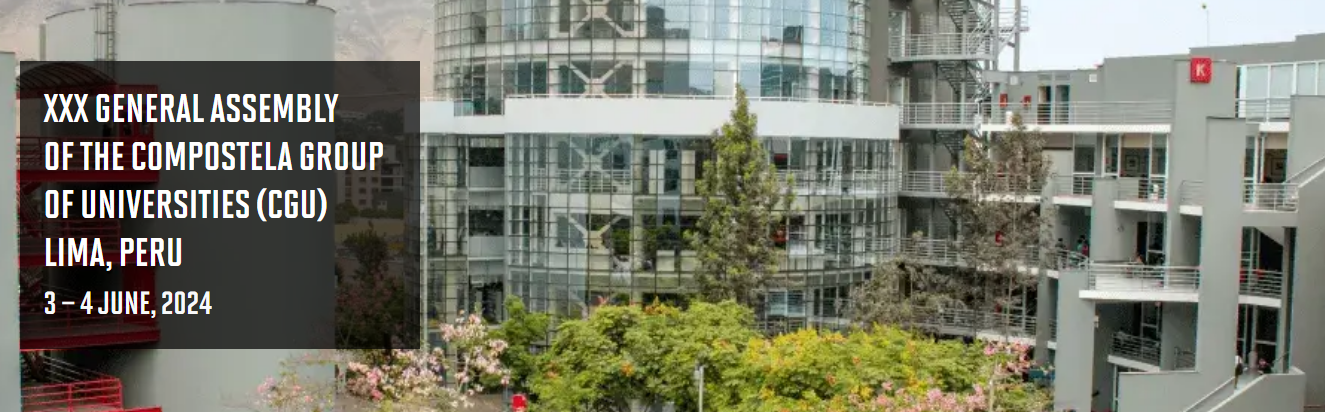 XXX GENERAL ASSEMBLY
OF THE COMPOSTELA GROUP
OF UNIVERSITIES (CGU)
LIMA, PERU
3 – 4 JUNE, 2024
K